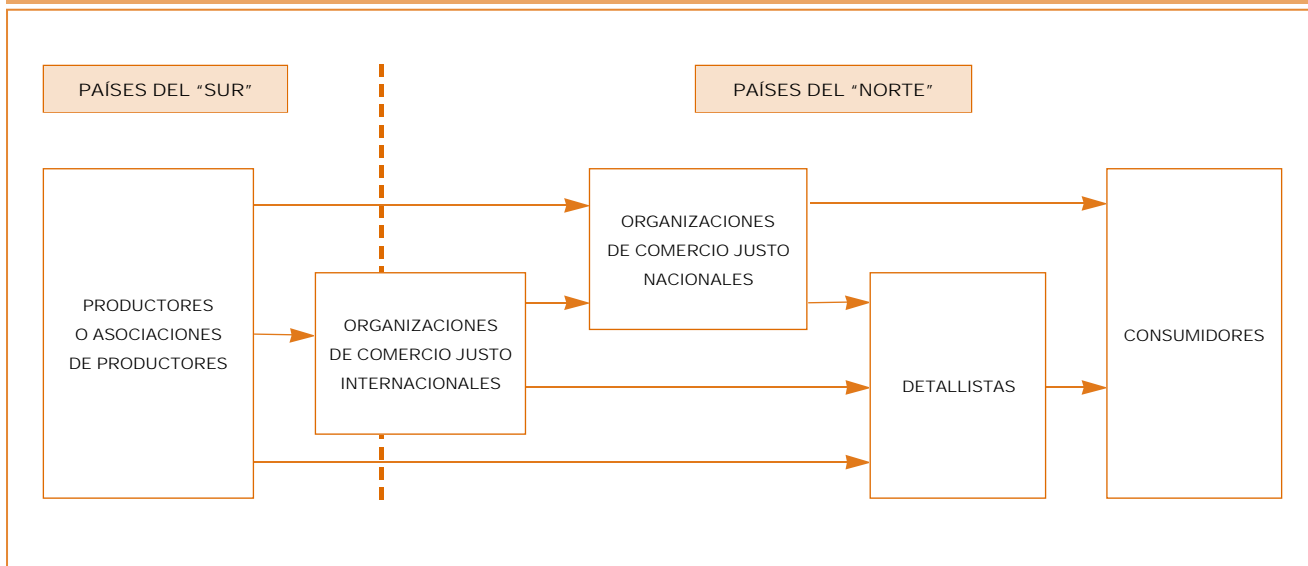 PAÍSES DEL “SUR”
PAÍSES DEL “NORTE”
PRODUCTORES
O ASOCIACIONES
DE PRODUCTORES
ORGANIZACIONES
DE COMERCIO JUSTO
INTERNACIONALES
ORGANIZACIONES
DE COMERCIO JUSTO
NACIONALES
DETALLISTAS
CONSUMIDORES